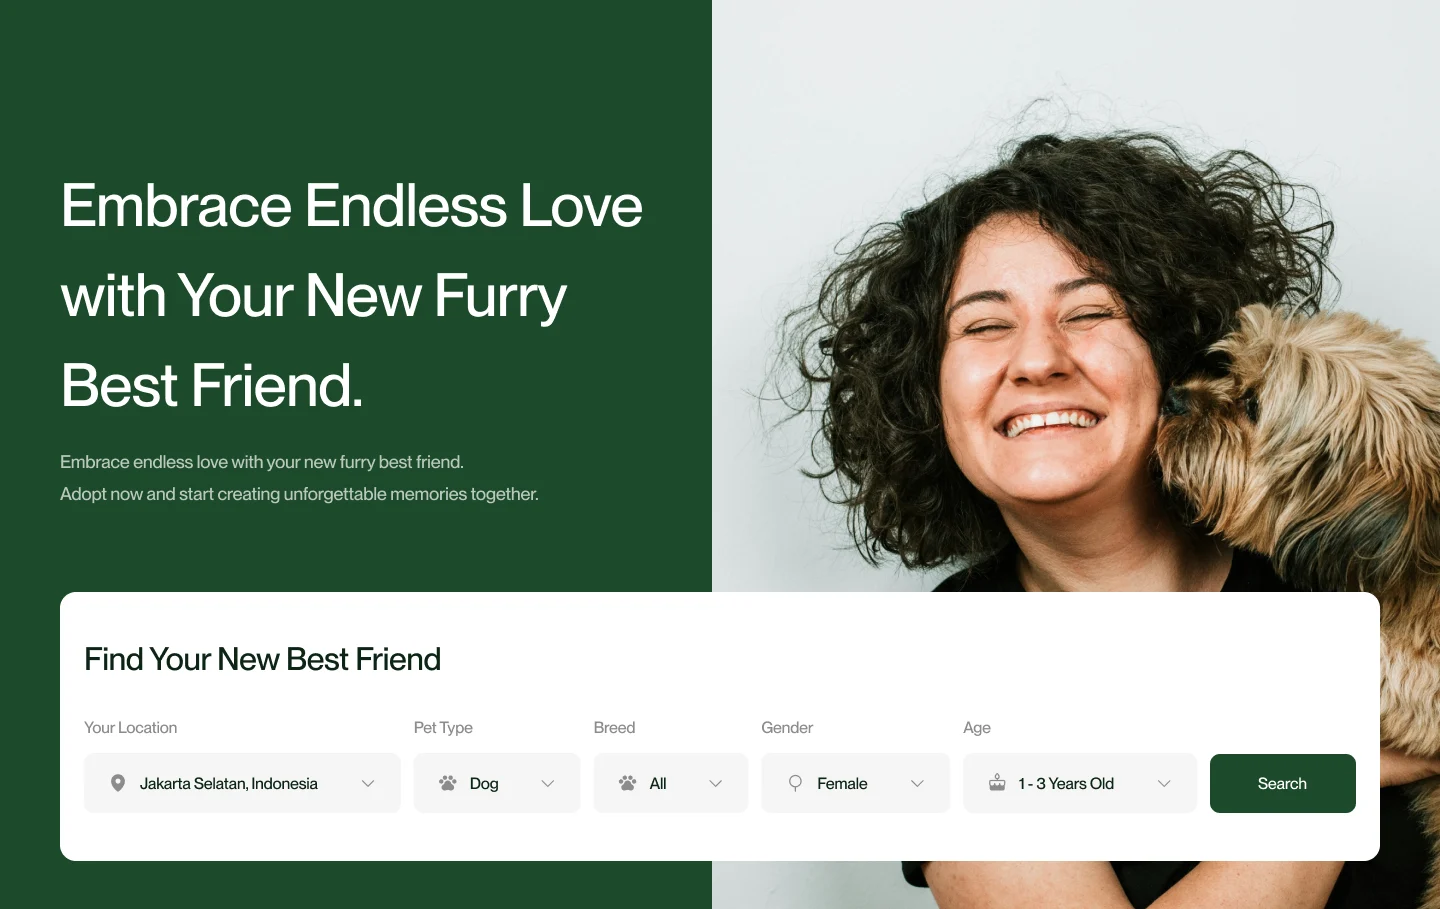 Embrace Endless Love
with Your New Furry
Best Friend.
Embrace endless love with your new furry best friend.
Adopt now and start creating unforgettable memories together.
Find Your New Best Friend
Your Location
Jakarta Selatan, Indonesia
Pet Type
Dog
Breed
All
Gender
Female
Age
1 - 3 Years Old
Search